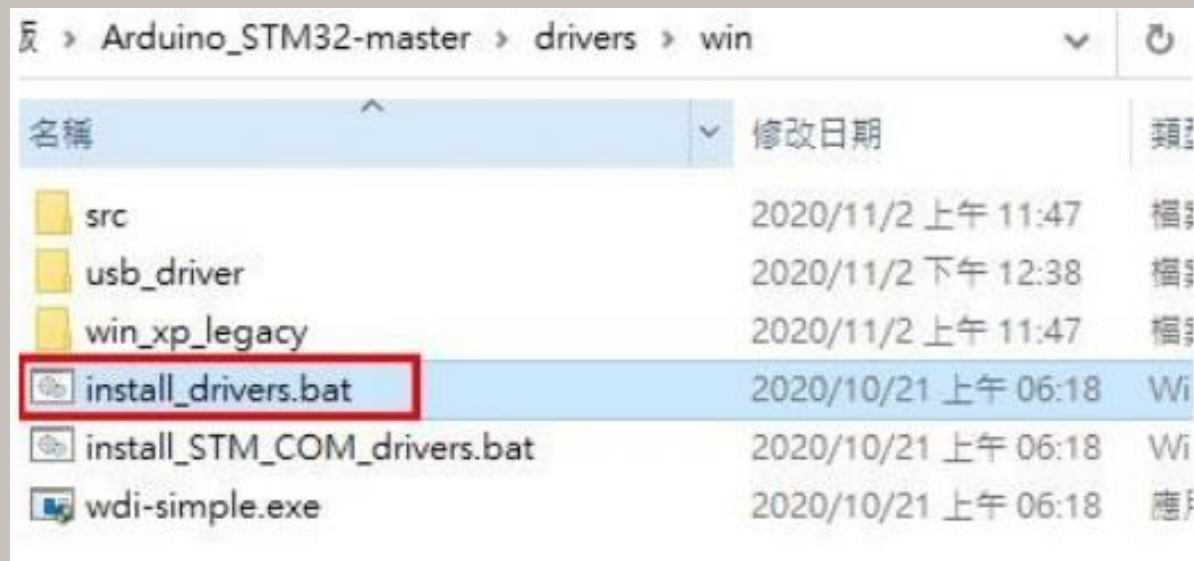 > Arduino_STM32-master > drivers > win
名稱 修改日期
src 2020/11/2 上午 11:47
usb_driver 2020/11/2 下午 12:38
win_xp_legacy 2020/11/2 上午 11:47
install_drivers.bat 2020/10/21 上午 06:18
install_STM_COM_drivers.bat 2020/10/21 上午 06:18
wdi-simple.exe 2020/10/21 上午 06:18